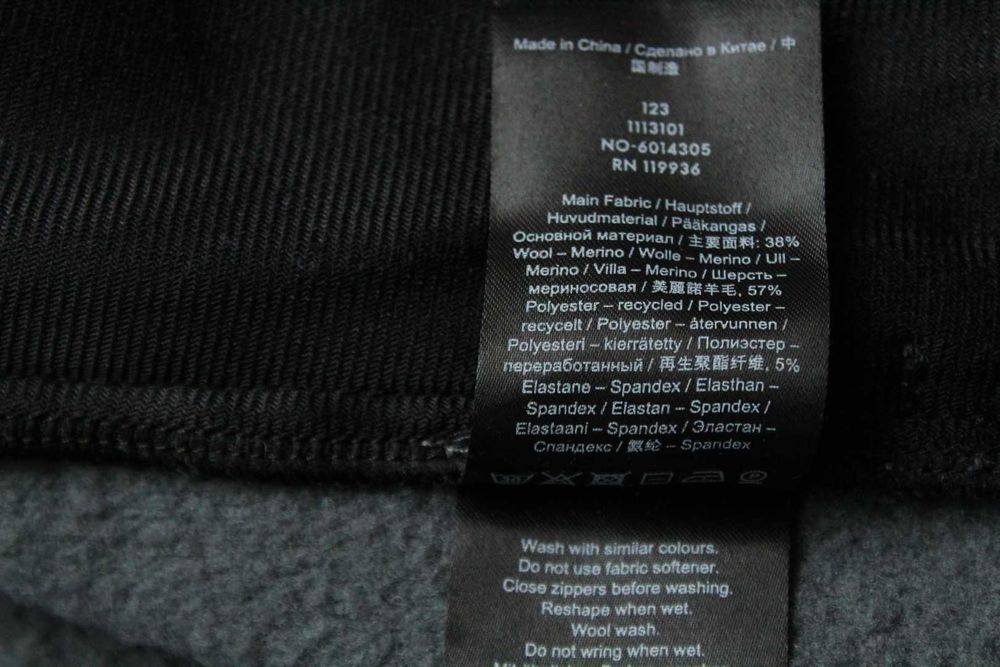 Made in China / Сделано в Китае / 中
国制造
123
1113101
NO-6014305
RN 119936
Main Fabric / Hauptstoff /
Huvudmaterial / Pääkangas /
Основной материал / 主要面料: 38%
Wool – Merino / Wolle – Merino / Ull –
Merino / Villa – Merino / Шерсть –
мериносовая / 美麗諾羊毛, 57%
Polyester – recycled / Polyester –
recycelt / Polyester – återvunnen /
Polyesteri – kierrätetty / Полиэстер –
переработанный / 再生聚酯纤维, 5%
Elastane – Spandex / Elasthan –
Spandex / Elastan – Spandex /
Elastaani – Spandex / Эластан –
Спандекс / 氨纶 – Spandex
Wash with similar colours.
Do not use fabric softener.
Close zippers before washing.
Reshape when wet.
Wool wash.
Do not wring when wet.